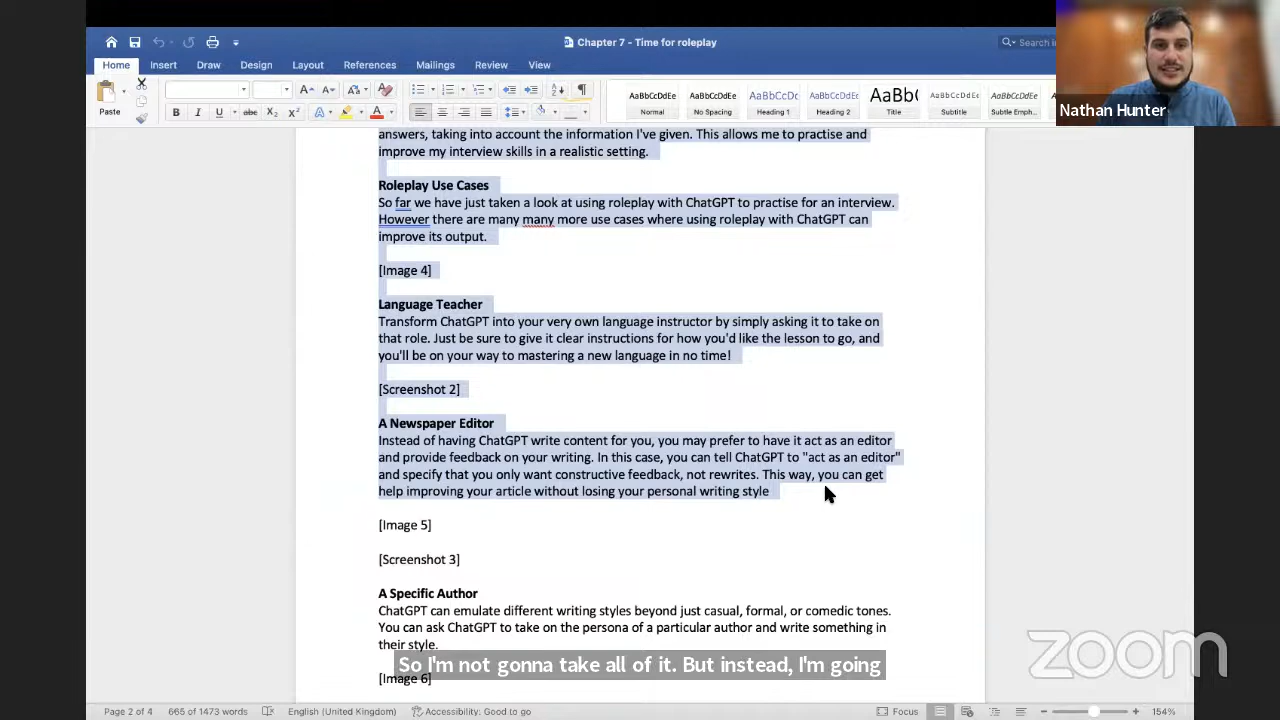 Chapter 7 - Time for roleplay
Search in
Home Insert Draw Design Layout References Mailings Review View
Paste
AaBbCcDdEe AaBbCcDdEe AaBbCcDc AaBbCcDdEe AaBb( AaBbCcDdEe AaBbCcDdEe
Normal No Spacing Heading 1 Heading 2 Title Subtitle Subtle Emph...
Nathan Hunter
answers, taking into account the information I've given. This allows me to practise and
improve my interview skills in a realistic setting.
Roleplay Use Cases
So far we have just taken a look at using roleplay with ChatGPT to practise for an interview.
However there are many many more use cases where using roleplay with ChatGPT can
improve its output.
[Image 4]
Language Teacher
Transform ChatGPT into your very own language instructor by simply asking it to take on
that role. Just be sure to give it clear instructions for how you'd like the lesson to go, and
you'll be on your way to mastering a new language in no time!
[Screenshot 2]
A Newspaper Editor
Instead of having ChatGPT write content for you, you may prefer to have it act as an editor
and provide feedback on your writing. In this case, you can tell ChatGPT to "act as an editor"
and specify that you only want constructive feedback, not rewrites. This way, you can get
help improving your article without losing your personal writing style
[Image 5]
[Screenshot 3]
A Specific Author
ChatGPT can emulate different writing styles beyond just casual, formal, or comedic tones.
You can ask ChatGPT to take on the persona of a particular author and write something in
their style.
So I'm not gonna take all of it. But instead, I'm going
[Image 6]
zoom
Page 2 of 4 665 of 1473 words English (United Kingdom) Accessibility: Good to go Focus 154%